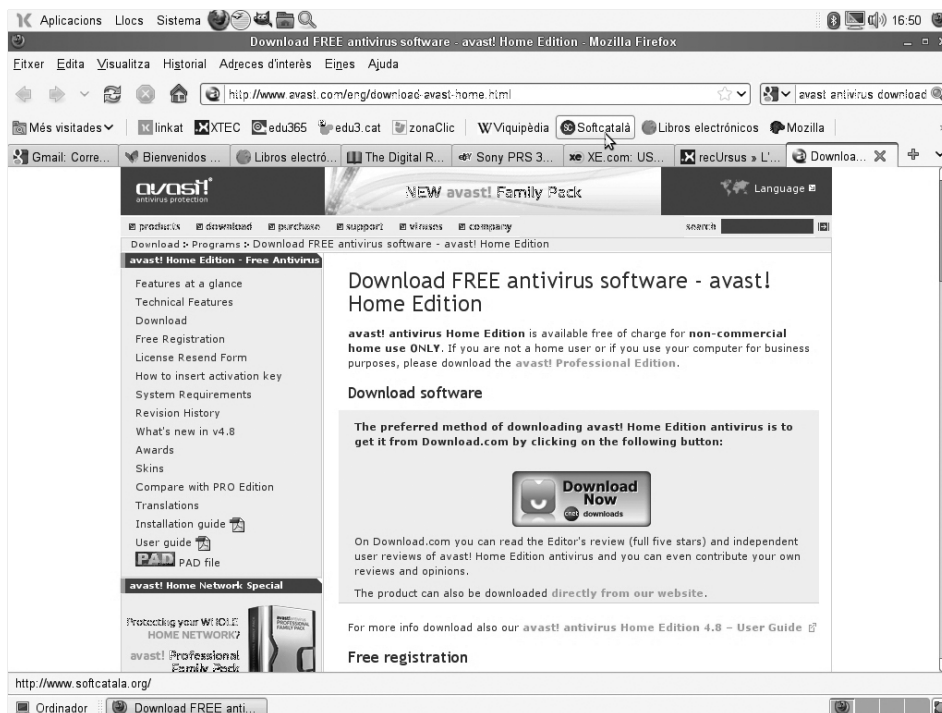 Aplicacions Llocs Sistema 16:50
Download FREE antivirus software - avast! Home Edition - Mozilla Firefox
Fitxer Edita Visualitza Historial Adreces d'interès Eines Ajuda
http://www.avast.com/eng/download-avast-home.html avast antivirus download
Més visitades linkat XTEC edu365 edu3.cat zonaClic Viquipèdia Softcatalà Libros electrónicos Mozilla
Gmail: Corre... Bienvenidos ... Libros electró... The Digital R... Sony PRS 3... XE.com: US... recUrsus » L'... Downloa...
avast! NEW avast! Family Pack Language
antivirus protection
products download purchase support viruses company search
Download > Programs > Download FREE antivirus software - avast! Home Edition
avast! Home Edition - Free Antivirus
Features at a glance
Technical Features
Download
Free Registration
License Resend Form
How to insert activation key
System Requirements
Revision History
What's new in v4.8
Awards
Skins
Compare with PRO Edition
Translations
Installation guide
User guide
PAD PAD file
avast! Home Network Special
Protecting your WHOLE
HOME NETWORK?
avast! Professional
Family Pack
Download FREE antivirus software - avast!
Home Edition
avast! antivirus Home Edition is available free of charge for non-commercial
home use ONLY. If you are not a home user or if you use your computer for business
purposes, please download the avast! Professional Edition.
Download software
The preferred method of downloading avast! Home Edition antivirus is to
get it from Download.com by clicking on the following button:
Download
Now
cnet downloads
On Download.com you can read the Editor's review (full five stars) and independent
user reviews of avast! Home Edition antivirus and you can even contribute your own
reviews and opinions.
The product can also be downloaded directly from our website.
For more info download also our avast! antivirus Home Edition 4.8 – User Guide
Free registration
http://www.softcatala.org/
Ordinador Download FREE anti...